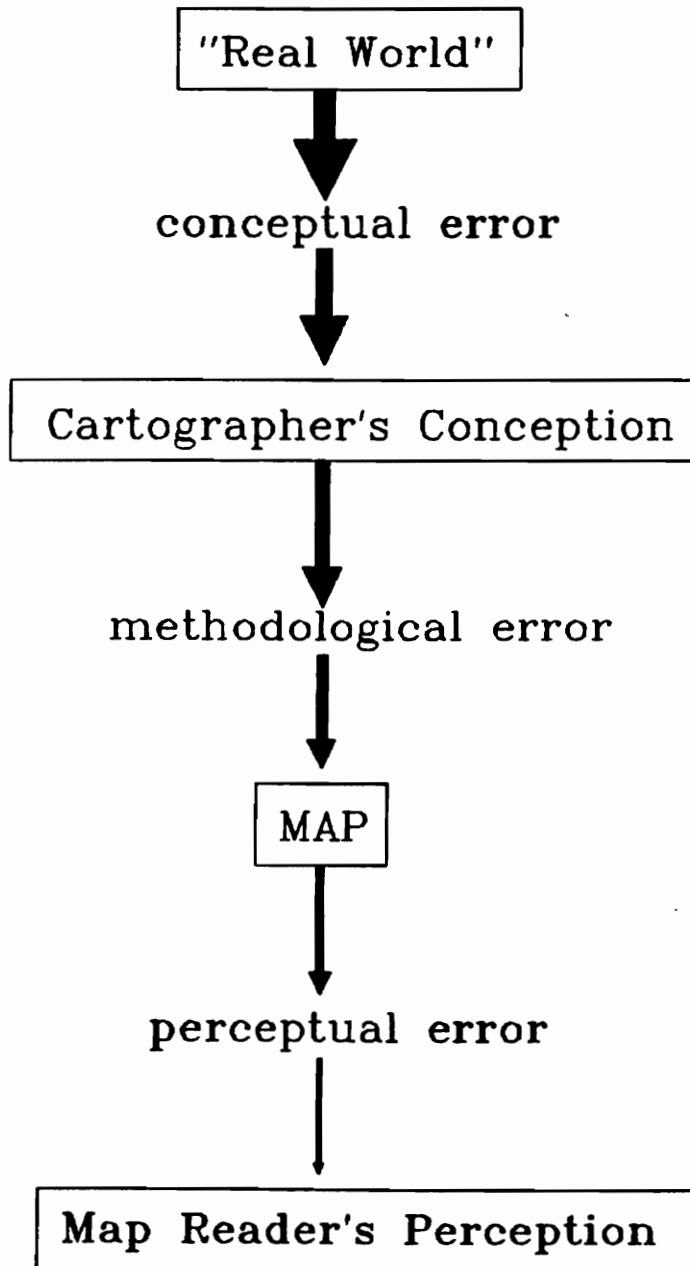 "Real World"
conceptual error
Cartographer's Conception
methodological error
MAP
perceptual error
Map Reader's Perception